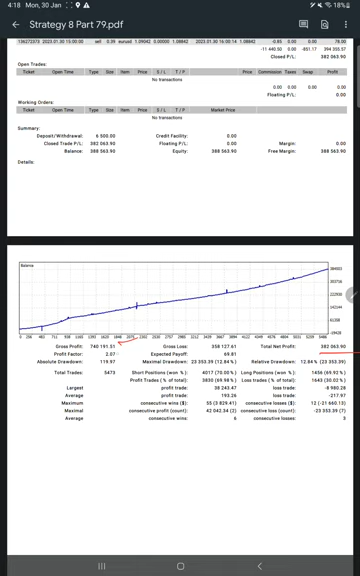 4:18 Mon, 30 Jan
18%
Strategy 8 Part 79.pdf
136272373 2023.01.30 15:00:00 sell 0.39 eurusd 1.09042 0.00000 1.08842 2023.01.30 16:00:14 1.08842 -0.85 0.00 0.00 78.00
-11 440.50 0.00 -851.17 394 355.57
Closed P/L: 382 063.90
Open Trades:
Ticket Open Time Type Size Item Price S / L T / P Price Commission Taxes Swap Profit
No transactions
0.00 0.00 0.00 0.00
Floating P/L: 0.00
Working Orders:
Ticket Open Time Type Size Item Price S / L T / P Market Price
No transactions
Summary:
Deposit/Withdrawal: 6 500.00 Credit Facility: 0.00
Closed Trade P/L: 382 063.90 Floating P/L: 0.00 Margin: 0.00
Balance: 388 563.90 Equity: 388 563.90 Free Margin: 388 563.90
Details:
Balance
Gross Profit: 740 191.51 Gross Loss: 358 127.61 Total Net Profit: 382 063.90
Profit Factor: 2.07 Expected Payoff: 69.81
Absolute Drawdown: 119.97 Maximal Drawdown: 23 353.39 (12.84 %) Relative Drawdown: 12.84 % (23 353.39)
Total Trades: 5473 Short Positions (won %): 4017 (70.00 %) Long Positions (won %): 1456 (69.92 %)
Profit Trades (% of total): 3830 (69.98 %) Loss trades (% of total): 1643 (30.02 %)
Largest profit trade: 38 243.47 loss trade: -8 980.28
Average profit trade: 193.26 loss trade: -217.97
Maximum consecutive wins ($): 55 (3 829.41) consecutive losses ($): 12 (-21 660.13)
Maximal consecutive profit (count): 42 042.34 (2) consecutive loss (count): -23 353.39 (7)
Average consecutive wins: 6 consecutive losses: 3